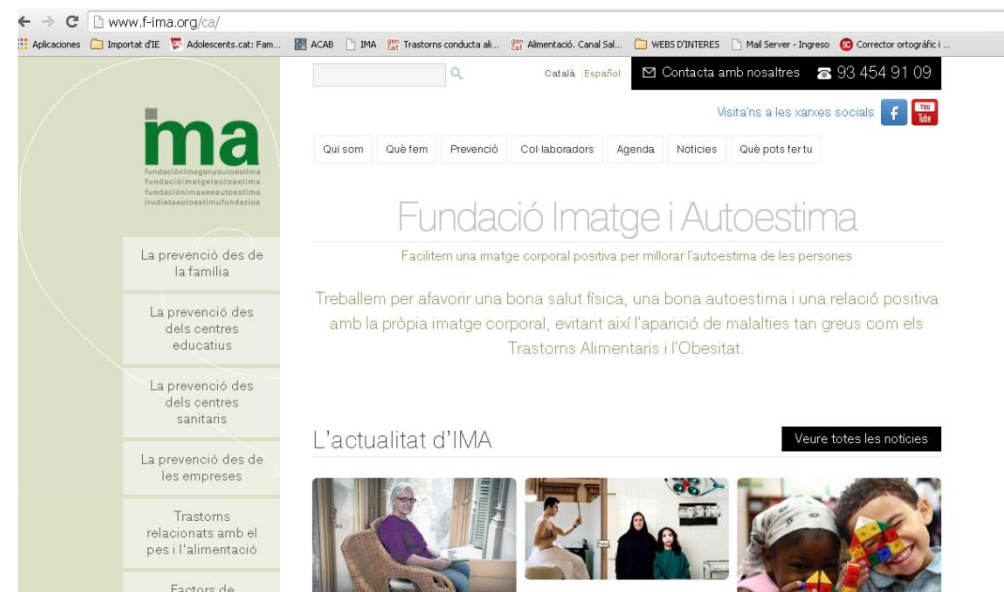 www.f-ima.org/ca/
Aplicaciones Importat d'IE Adolescents.cat: Fam... ACAB IMA Trastorns conducta ali... Alimentació. Canal Sal... WEBS D'INTERES Mail Server - Ingreso Corrector ortogràfic i ...
Català | Español Contacta amb nosaltres 93 454 91 09
Visita'ns a les xarxes socials f You Tube
ima
fundaciónimagenyautoestima
fundacióimatgeiautoestima
fundaciónimaxeeautoestima
irudietaautoestimufundazioa
Qui som Què fem Prevenció Col·laboradors Agenda Noticies Què pots fer tu
Fundació Imatge i Autoestima
Facilitem una imatge corporal positiva per millorar l'autoestima de les persones
Treballem per afavorir una bona salut física, una bona autoestima i una relació positiva
amb la pròpia imatge corporal, evitant així l'aparició de malalties tan greus com els
Trastorns Alimentaris i l'Obesitat.
La prevenció des de
la família
La prevenció des
dels centres
educatius
La prevenció des
dels centres
sanitaris
La prevenció des de
les empreses
Trastorns
relacionats amb el
pes i l'alimentació
Factors de
L'actualitat d'IMA
Veure totes les notícies